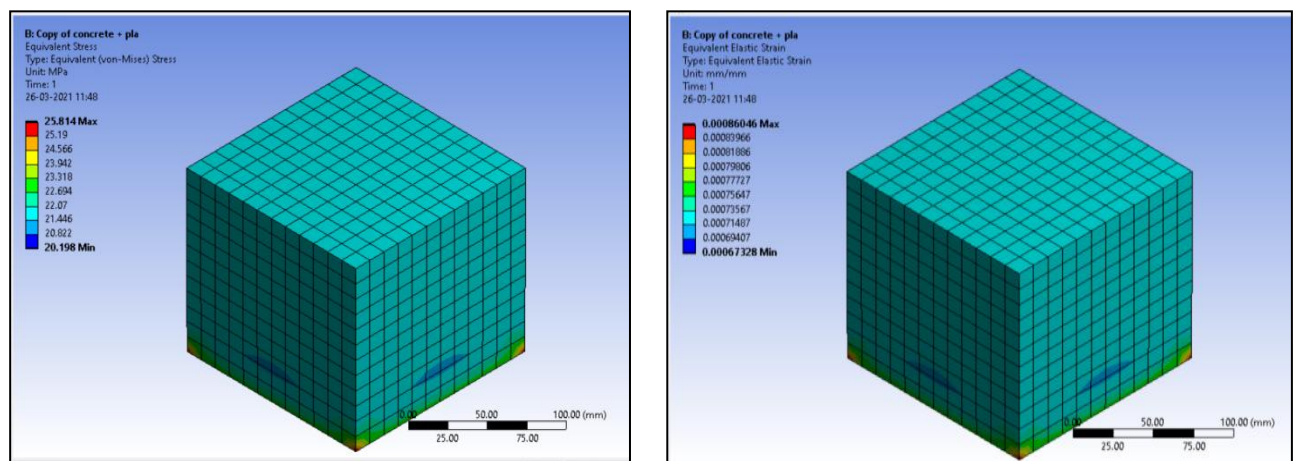 B: Copy of concrete + pla
Equivalent Stress
Type: Equivalent (von-Mises) Stress
Unit: MPa
Time: 1
26-03-2021 11:48
25.814 Max
25.19
24.566
23.942
23.318
22.694
22.07
21.446
20.822
20.198 Min
0.00 50.00 100.00 (mm)
25.00 75.00
B: Copy of concrete + pla
Equivalent Elastic Strain
Type: Equivalent Elastic Strain
Unit: mm/mm
Time: 1
26-03-2021 11:48
0.00086046 Max
0.00083966
0.00081886
0.00079806
0.00077727
0.00075647
0.00073567
0.00071487
0.00069407
0.00067328 Min
0.00 50.00 100.00 (mm)
25.00 75.00